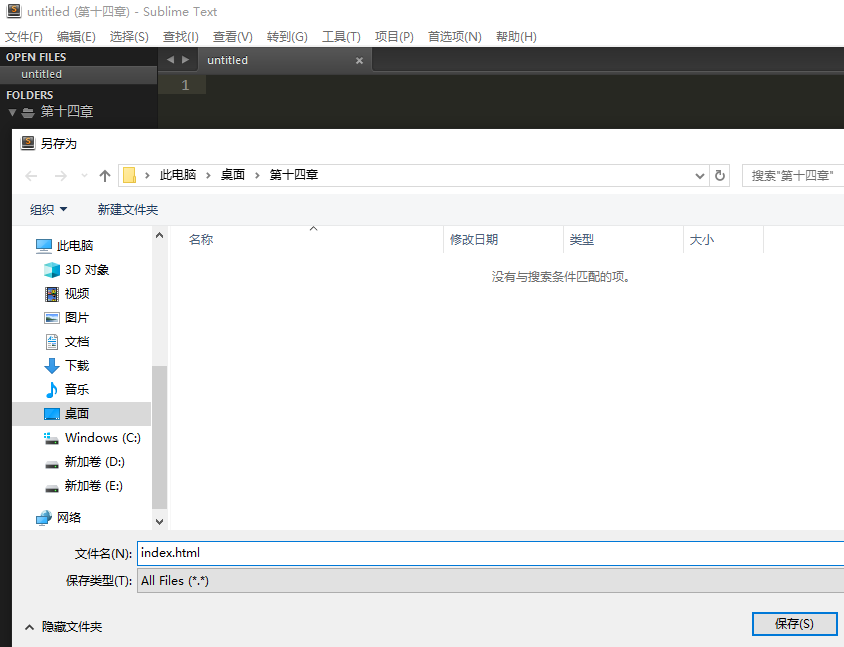 untitled (第十四章) - Sublime Text
文件(F) 编辑(E) 选择(S) 查找(I) 查看(V) 转到(G) 工具(T) 项目(P) 首选项(N) 帮助(H)
OPEN FILES
untitled
FOLDERS
第十四章
untitled ×
1
另存为
此电脑 › 桌面 › 第十四章
搜索"第十四章"
组织 新建文件夹
此电脑
3D 对象
视频
图片
文档
下载
音乐
桌面
Windows (C:)
新加卷 (D:)
新加卷 (E:)
网络
名称 修改日期 类型 大小
没有与搜索条件匹配的项。
文件名(N): index.html
保存类型(T): All Files (*.*)
隐藏文件夹
保存(S)